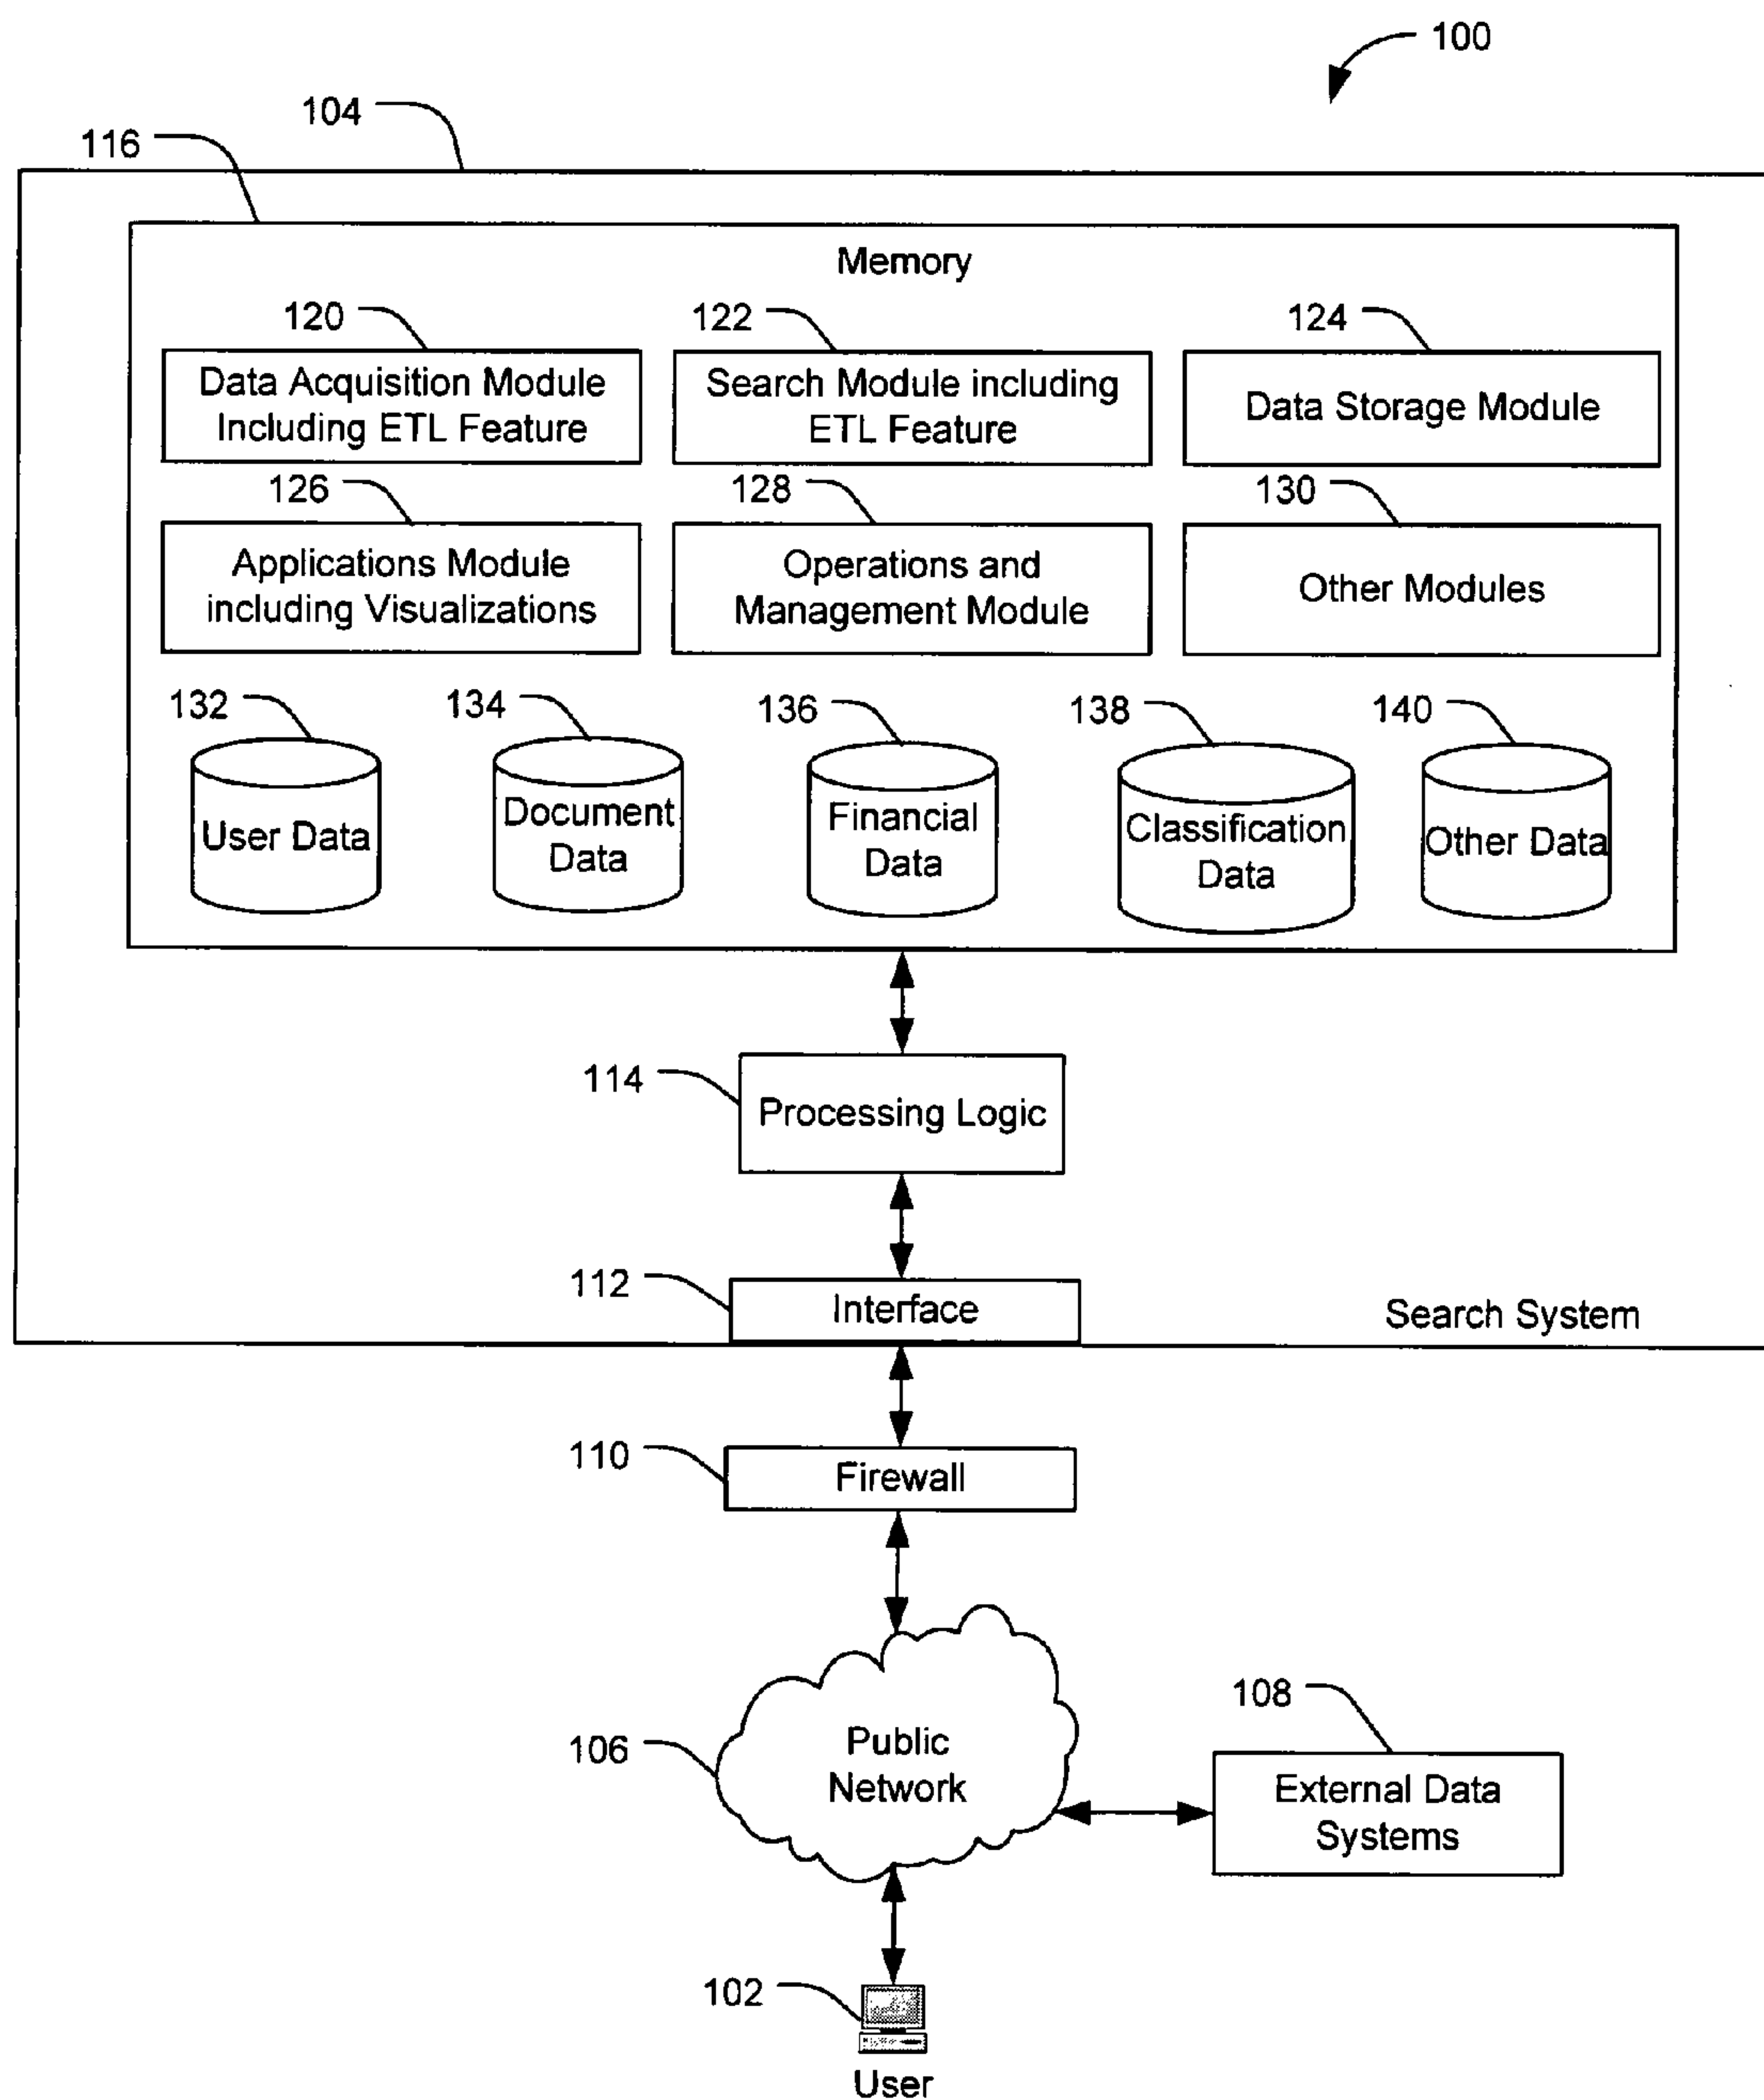 100
104
116
Memory
120
122
124
Data Acquisition Module
Including ETL Feature
Search Module including
ETL Feature
Data Storage Module
126
128
130
Applications Module
including Visualizations
Operations and
Management Module
Other Modules
132
134
136
138
140
User Data
Document
Data
Financial
Data
Classification
Data
Other Data
114
Processing Logic
112
Interface
Search System
110
Firewall
106
Public
Network
108
External Data
Systems
102
User